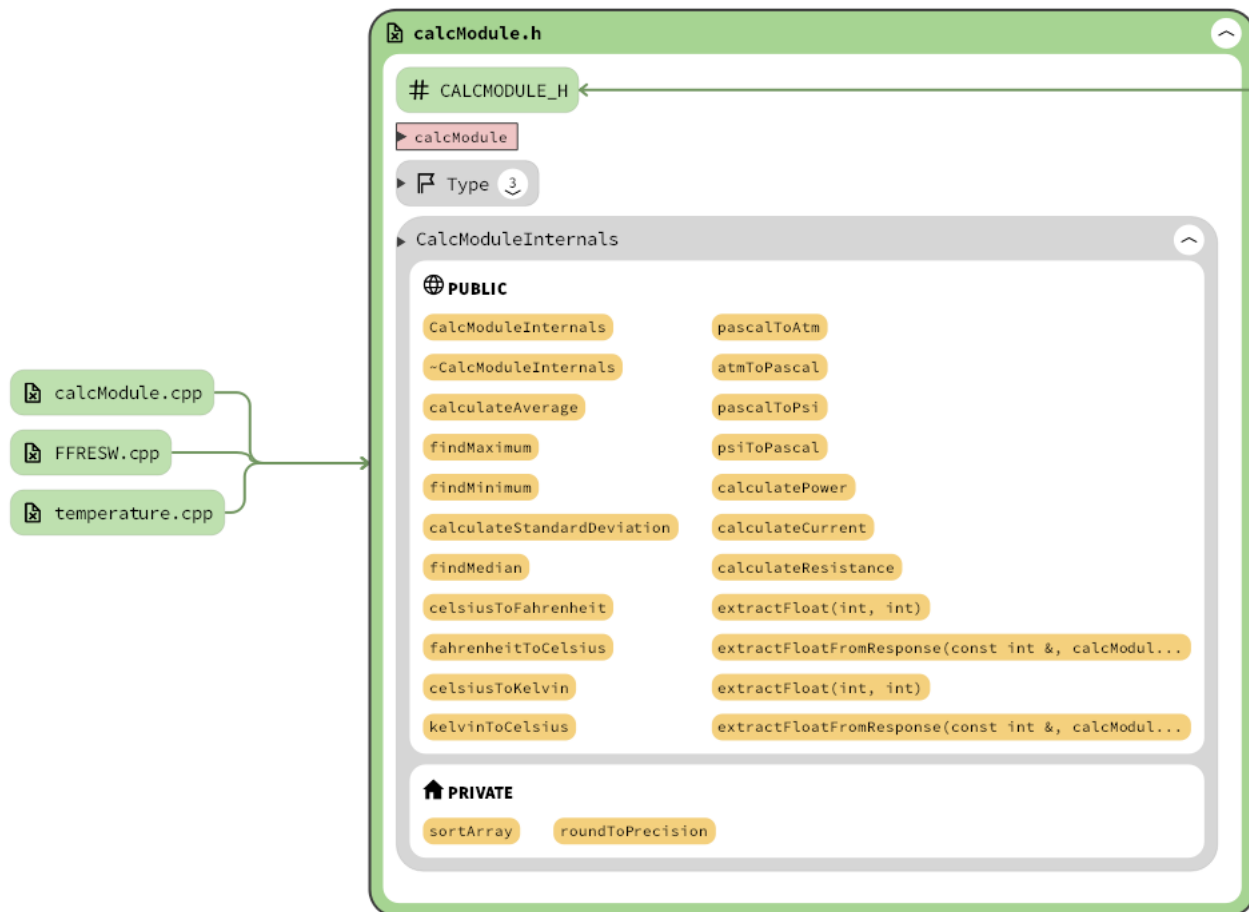 calcModule.h
# CALCMODULE_H
calcModule
Type 3
CalcModuleInternals
PUBLIC
CalcModuleInternals
~CalcModuleInternals
calculateAverage
findMaximum
findMinimum
calculateStandardDeviation
findMedian
celsiusToFahrenheit
fahrenheitToCelsius
celsiusToKelvin
kelvinToCelsius
pascalToAtm
atmToPascal
pascalToPsi
psiToPascal
calculatePower
calculateCurrent
calculateResistance
extractFloat(int, int)
extractFloatFromResponse(const int &, calcModul...
extractFloat(int, int)
extractFloatFromResponse(const int &, calcModul...
PRIVATE
sortArray
roundToPrecision
calcModule.cpp
FFRESW.cpp
temperature.cpp